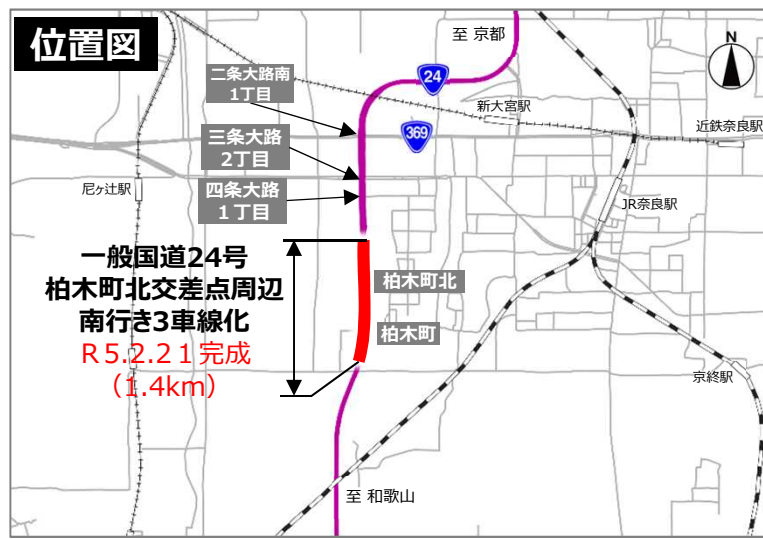 位置図
至 京都
N
24
二条大路南
1丁目
新大宮駅
369
近鉄奈良駅
三条大路
2丁目
尼ヶ辻駅
四条大路
１丁目
JR奈良駅
一般国道24号
柏木町北交差点周辺
南行き3車線化
R5.2.2１完成
（1.4km）
柏木町北
柏木町
京終駅
至 和歌山